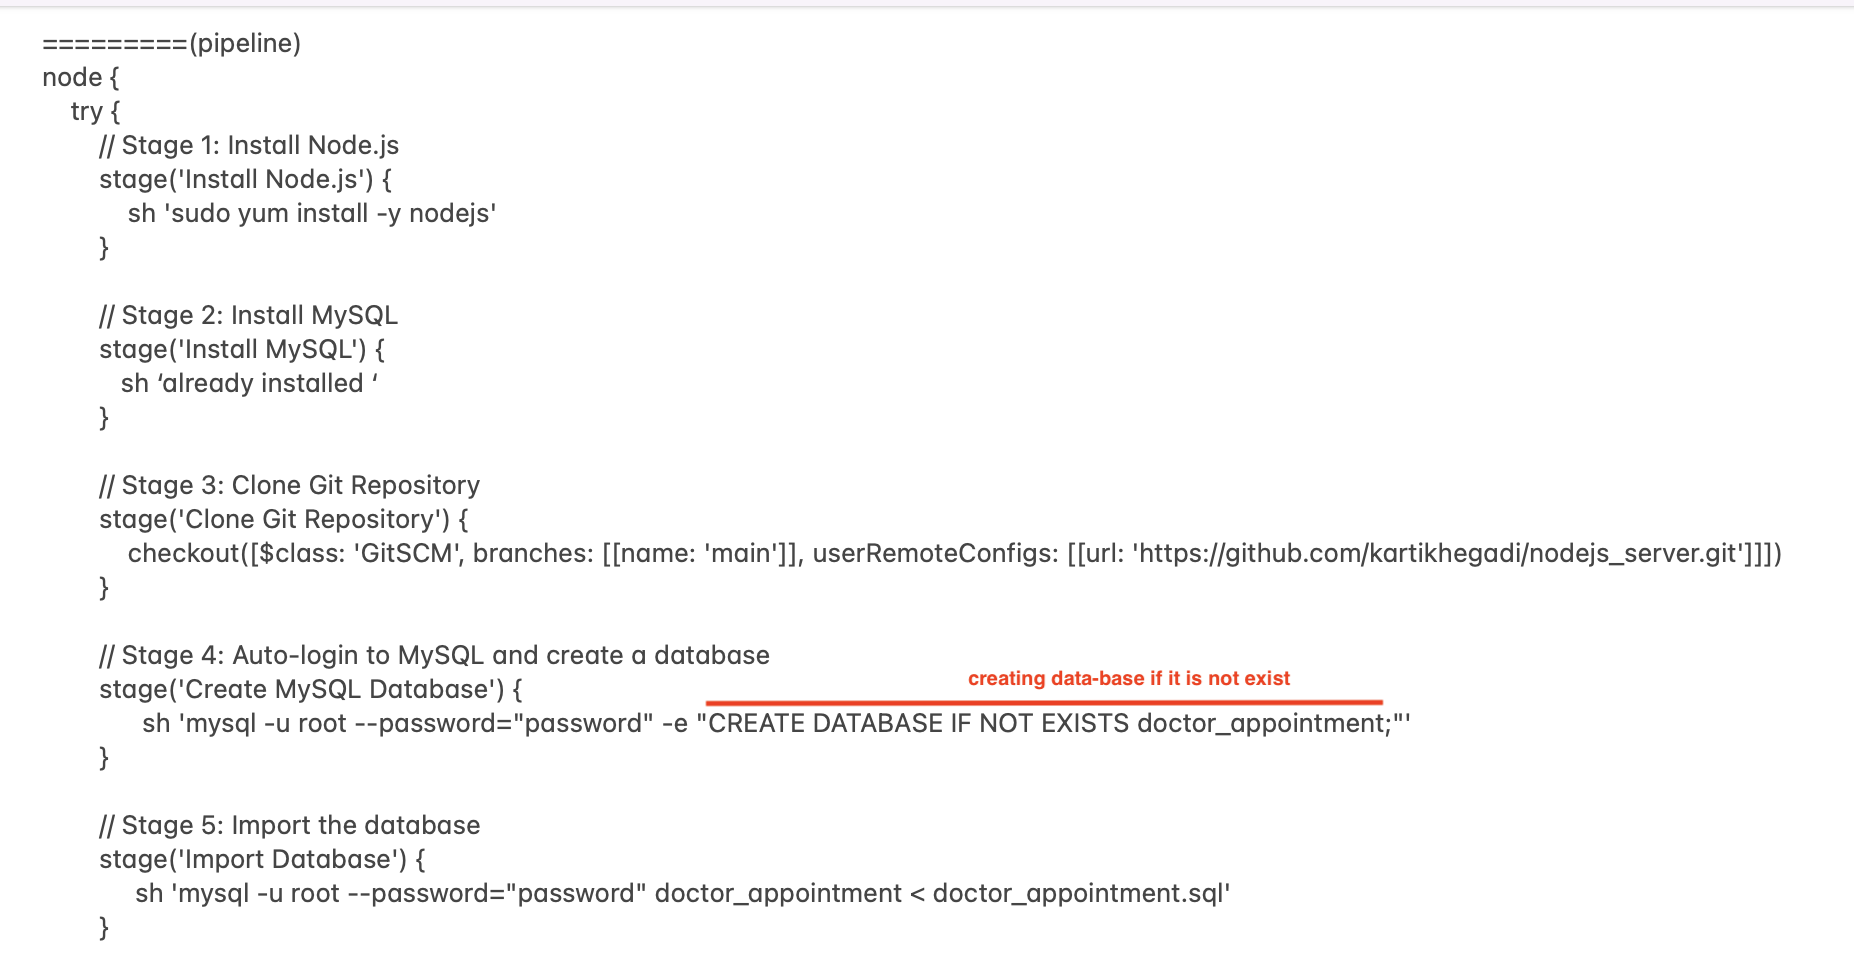 =========(pipeline)
node {
try {
// Stage 1: Install Node.js
stage('Install Node.js') {
sh 'sudo yum install -y nodejs'
}
// Stage 2: Install MySQL
stage('Install MySQL') {
sh ‘already installed ‘
}
// Stage 3: Clone Git Repository
stage('Clone Git Repository') {
checkout([$class: 'GitSCM', branches: [[name: 'main']], userRemoteConfigs: [[url: 'https://github.com/kartikhegadi/nodejs_server.git']]])
}
// Stage 4: Auto-login to MySQL and create a database
creating data-base if it is not exist
stage('Create MySQL Database') {
sh 'mysql -u root --password="password" -e "CREATE DATABASE IF NOT EXISTS doctor_appointment;"'
}
// Stage 5: Import the database
stage('Import Database') {
sh 'mysql -u root --password="password" doctor_appointment < doctor_appointment.sql'
}